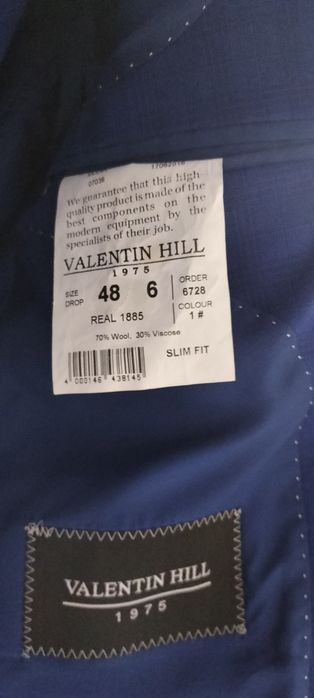 07036 17062016
We guarantee that this high
quality product is made of the
best components on the
modern equipment by the
specialists of their job.
VALENTIN HILL
1975
SIZE
DROP
48 6
ORDER
6728
REAL 1885
COLOUR
1 #
70% Wool, 30% Viscose
4 000146 438145
SLIM FIT
VALENTIN HILL
1975